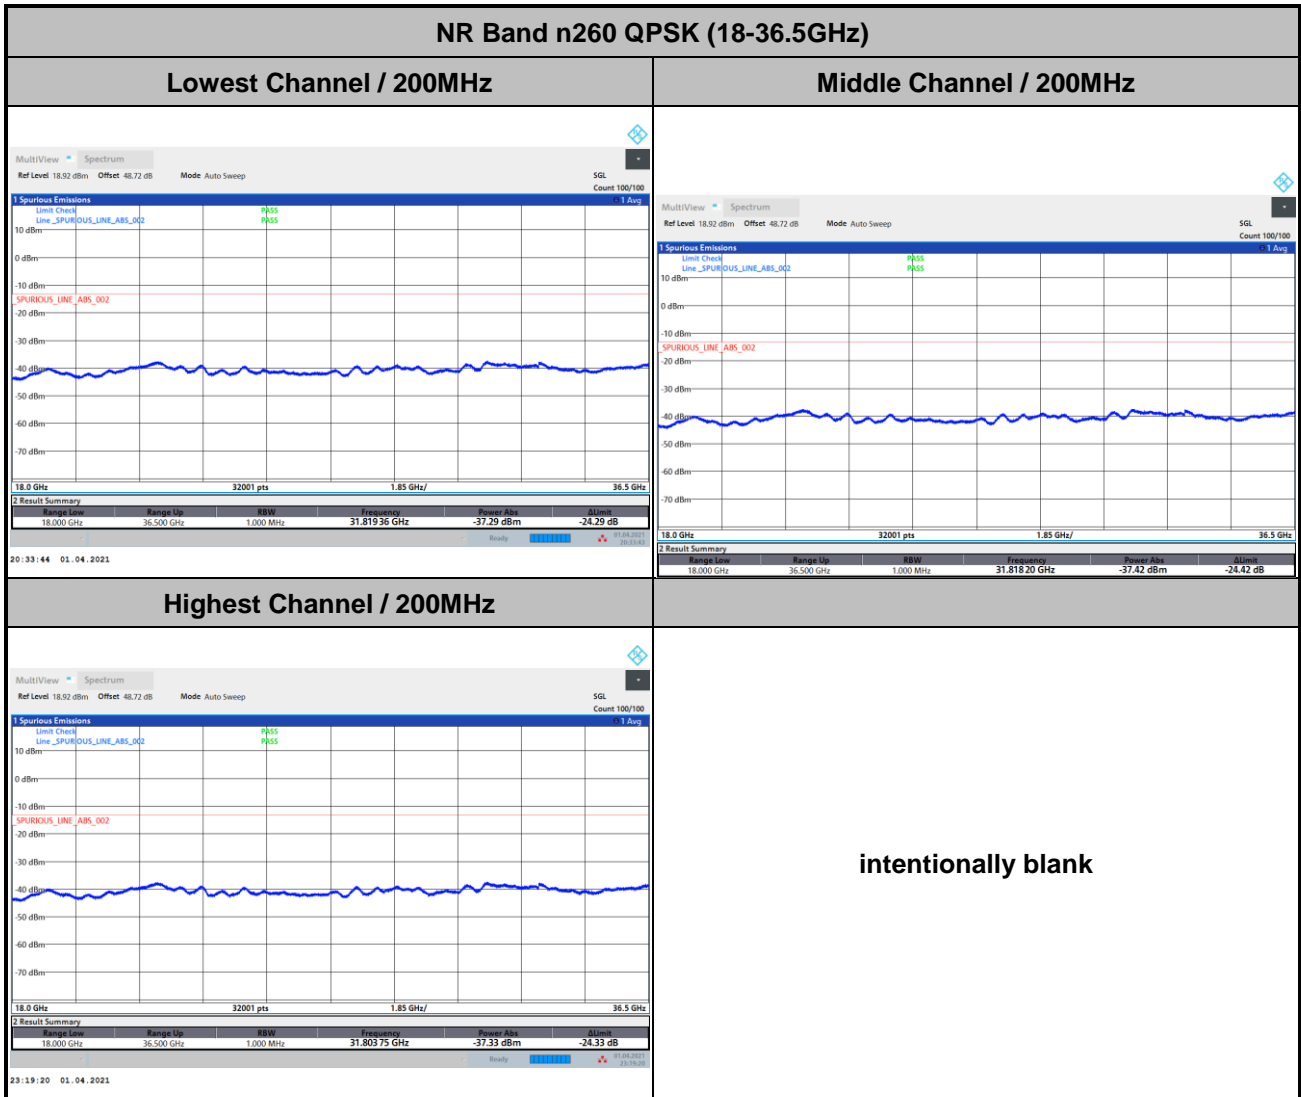 NR Band n260 QPSK (18-36.5GHz)
Lowest Channel / 200MHz
Middle Channel / 200MHz
MultiView Spectrum
Ref Level 18.92 dBm Offset 48.72 dB Mode Auto Sweep SGL
Count 100/100
1 Spurious Emissions 1 Avg
Limit Check PASS
Line _SPURIOUS_LINE_ABS_002 PASS
10 dBm
0 dBm
-10 dBm
_SPURIOUS_LINE_ABS_002
-20 dBm
-30 dBm
-40 dBm
-50 dBm
-60 dBm
-70 dBm
18.0 GHz 32001 pts 1.85 GHz/ 36.5 GHz
2 Result Summary
Range Low Range Up RBW Frequency Power Abs ΔLimit
18.000 GHz 36.500 GHz 1.000 MHz 31.81936 GHz -37.29 dBm -24.29 dB
Ready 01.04.2021
20:33:43
20:33:44 01.04.2021
MultiView Spectrum
Ref Level 18.92 dBm Offset 48.72 dB Mode Auto Sweep SGL
Count 100/100
1 Spurious Emissions 1 Avg
Limit Check PASS
Line _SPURIOUS_LINE_ABS_002 PASS
10 dBm
0 dBm
-10 dBm
_SPURIOUS_LINE_ABS_002
-20 dBm
-30 dBm
-40 dBm
-50 dBm
-60 dBm
-70 dBm
18.0 GHz 32001 pts 1.85 GHz/ 36.5 GHz
2 Result Summary
Range Low Range Up RBW Frequency Power Abs ΔLimit
18.000 GHz 36.500 GHz 1.000 MHz 31.81820 GHz -37.42 dBm -24.42 dB
Highest Channel / 200MHz
MultiView Spectrum
Ref Level 18.92 dBm Offset 48.72 dB Mode Auto Sweep SGL
Count 100/100
1 Spurious Emissions 1 Avg
Limit Check PASS
Line _SPURIOUS_LINE_ABS_002 PASS
10 dBm
0 dBm
-10 dBm
_SPURIOUS_LINE_ABS_002
-20 dBm
-30 dBm
-40 dBm
-50 dBm
-60 dBm
-70 dBm
18.0 GHz 32001 pts 1.85 GHz/ 36.5 GHz
2 Result Summary
Range Low Range Up RBW Frequency Power Abs ΔLimit
18.000 GHz 36.500 GHz 1.000 MHz 31.80375 GHz -37.33 dBm -24.33 dB
Ready 01.04.2021
23:19:20
23:19:20 01.04.2021
intentionally blank